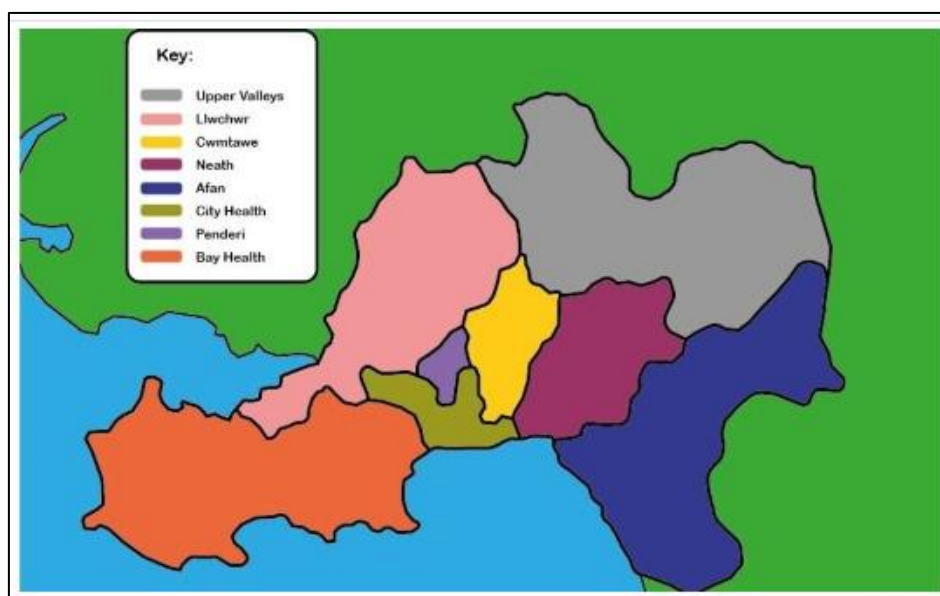 Key:
Upper Valleys
Llwchwr
Cwmtawe
Neath
Afan
City Health
Penderi
Bay Health